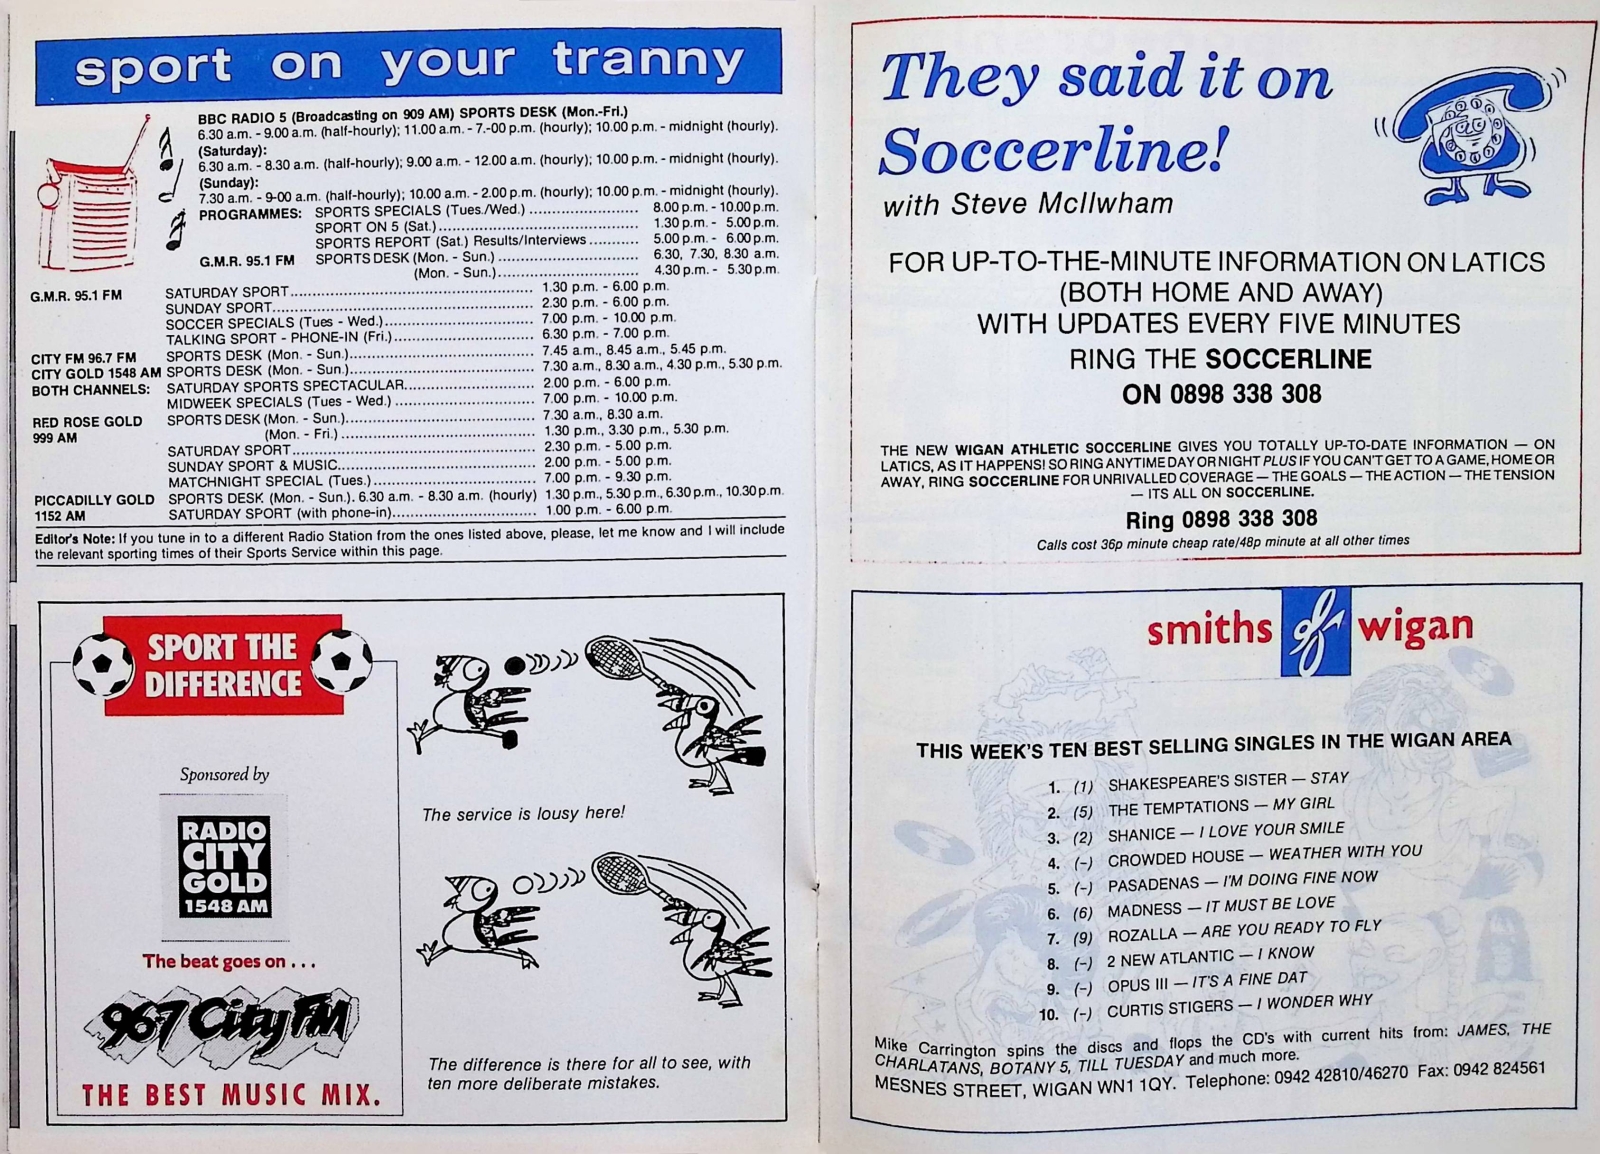 sport on your tranny
BBC RADIO 5 (Broadcasting on 909 AM) SPORTS DESK (Mon.-Fri.)
6.30 a.m. - 9.00 a.m. (half-hourly); 11.00 a.m. - 7.-00 p.m. (hourly); 10.00 p.m. - midnight (hourly).
(Saturday):
6.30 a.m. - 8.30 a.m. (half-hourly); 9.00 a.m. - 12.00 a.m. (hourly); 10.00 p.m. - midnight (hourly).
(Sunday):
7.30 a.m. - 9-00 a.m. (half-hourly); 10.00 a.m. - 2.00 p.m. (hourly); 10.00 p.m. - midnight (hourly).
PROGRAMMES: SPORTS SPECIALS (Tues./Wed.) ........................ 8.00 p.m. - 10.00 p.m.
SPORT ON 5 (Sat.) ........................ 1.30 p.m. - 5.00 p.m.
SPORTS REPORT (Sat.) Results/Interviews ........... 5.00 p.m. - 6.00 p.m.
G.M.R. 95.1 FM SPORTS DESK (Mon. - Sun.) ........................ 6.30, 7.30, 8.30 a.m.
(Mon. - Sun.) ........................ 4.30 p.m. - 5.30 p.m.
G.M.R. 95.1 FM SATURDAY SPORT ........................ 1.30 p.m. - 6.00 p.m.
SUNDAY SPORT ........................ 2.30 p.m. - 6.00 p.m.
SOCCER SPECIALS (Tues - Wed.) ........................ 7.00 p.m. - 10.00 p.m.
TALKING SPORT - PHONE-IN (Fri.) ........................ 6.30 p.m. - 7.00 p.m.
CITY FM 96.7 FM SPORTS DESK (Mon. - Sun.) ........................ 7.45 a.m., 8.45 a.m., 5.45 p.m.
CITY GOLD 1548 AM SPORTS DESK (Mon. - Sun.) ........................ 7.30 a.m., 8.30 a.m., 4.30 p.m., 5.30 p.m.
BOTH CHANNELS: SATURDAY SPORTS SPECTACULAR ........................ 2.00 p.m. - 6.00 p.m.
MIDWEEK SPECIALS (Tues - Wed.) ........................ 7.00 p.m. - 10.00 p.m.
RED ROSE GOLD SPORTS DESK (Mon. - Sun.) ........................ 7.30 a.m., 8.30 a.m.
999 AM (Mon. - Fri.) ........................ 1.30 p.m., 3.30 p.m., 5.30 p.m.
SATURDAY SPORT ........................ 2.30 p.m. - 5.00 p.m.
SUNDAY SPORT & MUSIC ........................ 2.00 p.m. - 5.00 p.m.
MATCHNIGHT SPECIAL (Tues.) ........................ 7.00 p.m. - 9.30 p.m.
PICCADILLY GOLD SPORTS DESK (Mon. - Sun.). 6.30 a.m. - 8.30 a.m. (hourly) 1.30 p.m., 5.30 p.m., 6.30 p.m., 10.30 p.m.
1152 AM SATURDAY SPORT (with phone-in) ........................ 1.00 p.m. - 6.00 p.m.
Editor's Note: If you tune in to a different Radio Station from the ones listed above, please, let me know and I will include
the relevant sporting times of their Sports Service within this page.
SPORT THE
DIFFERENCE
Sponsored by
RADIO
CITY
GOLD
1548 AM
The beat goes on . . .
96.7 City FM
THE BEST MUSIC MIX.
The service is lousy here!
The difference is there for all to see, with
ten more deliberate mistakes.
They said it on
Soccerline!
with Steve McIlwham
FOR UP-TO-THE-MINUTE INFORMATION ON LATICS
(BOTH HOME AND AWAY)
WITH UPDATES EVERY FIVE MINUTES
RING THE SOCCERLINE
ON 0898 338 308
THE NEW WIGAN ATHLETIC SOCCERLINE GIVES YOU TOTALLY UP-TO-DATE INFORMATION — ON
LATICS, AS IT HAPPENS! SO RING ANYTIME DAY OR NIGHT PLUS IF YOU CAN'T GET TO A GAME, HOME OR
AWAY, RING SOCCERLINE FOR UNRIVALLED COVERAGE — THE GOALS — THE ACTION — THE TENSION
— ITS ALL ON SOCCERLINE.
Ring 0898 338 308
Calls cost 36p minute cheap rate/48p minute at all other times
smiths of wigan
THIS WEEK'S TEN BEST SELLING SINGLES IN THE WIGAN AREA
1. (1) SHAKESPEARE'S SISTER — STAY
2. (5) THE TEMPTATIONS — MY GIRL
3. (2) SHANICE — I LOVE YOUR SMILE
4. (-) CROWDED HOUSE — WEATHER WITH YOU
5. (-) PASADENAS — I'M DOING FINE NOW
6. (6) MADNESS — IT MUST BE LOVE
7. (9) ROZALLA — ARE YOU READY TO FLY
8. (-) 2 NEW ATLANTIC — I KNOW
9. (-) OPUS III — IT'S A FINE DAT
10. (-) CURTIS STIGERS — I WONDER WHY
Mike Carrington spins the discs and flops the CD's with current hits from: JAMES, THE
CHARLATANS, BOTANY 5, TILL TUESDAY and much more.
MESNES STREET, WIGAN WN1 1QY. Telephone: 0942 42810/46270 Fax: 0942 824561